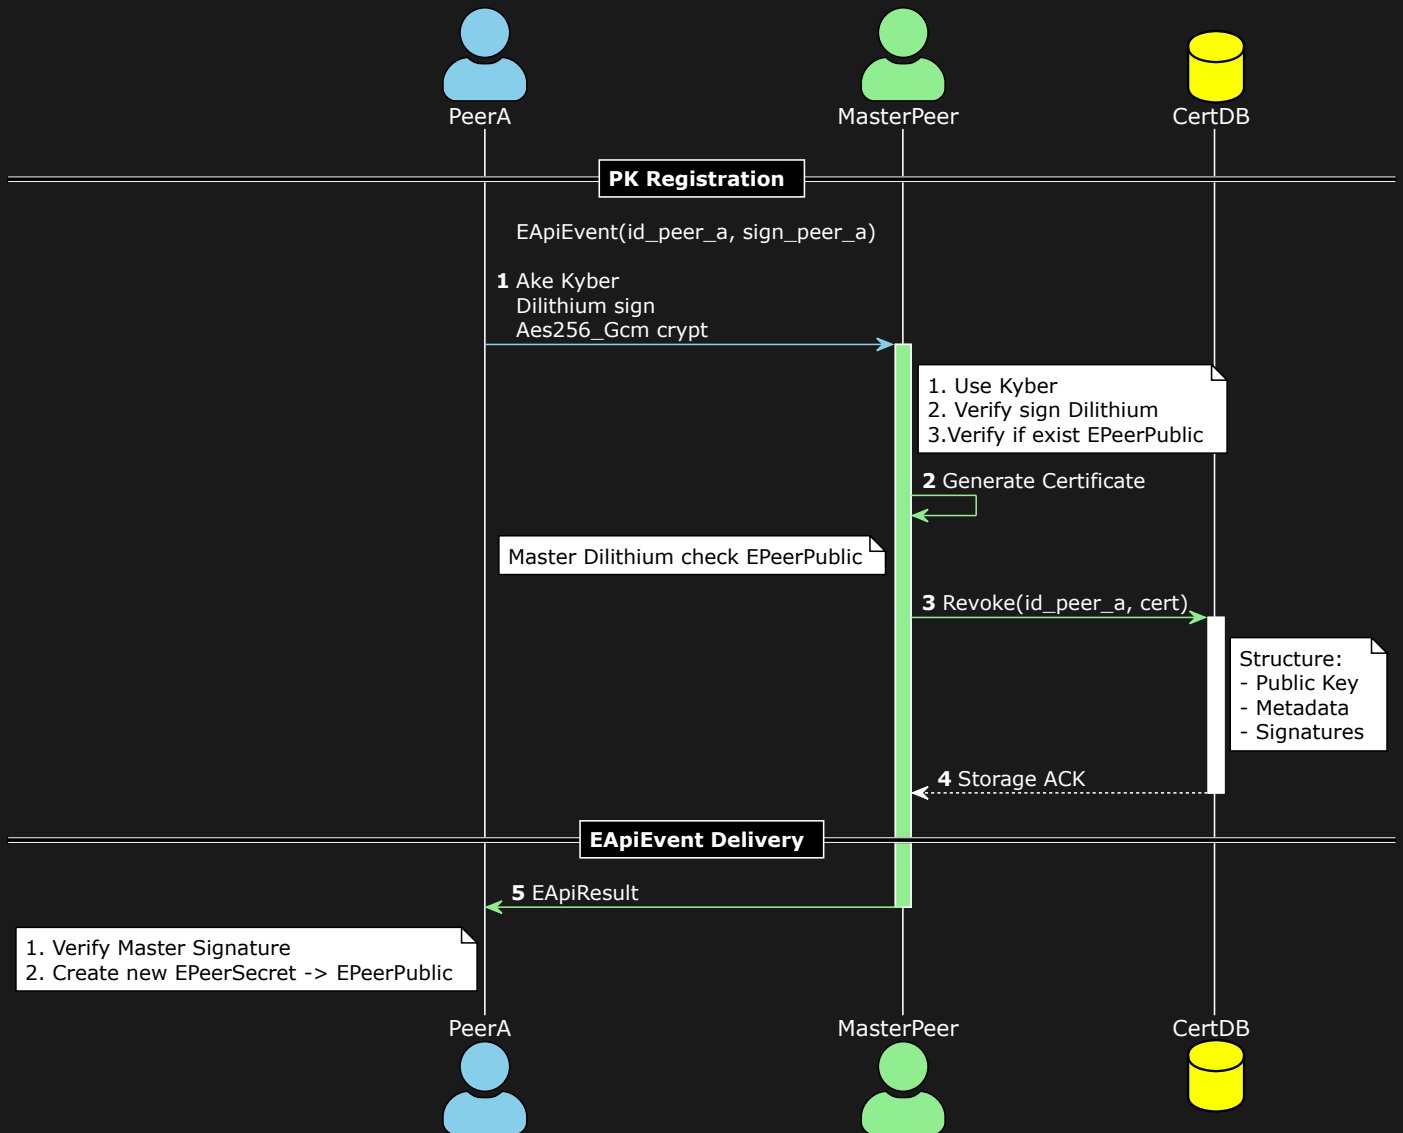 PeerA
MasterPeer
CertDB
PK Registration
EApiEvent(id_peer_a, sign_peer_a)
1 Ake Kyber
Dilithium sign
Aes256_Gcm crypt
1. Use Kyber
2. Verify sign Dilithium
3.Verify if exist EPeerPublic
2 Generate Certificate
Master Dilithium check EPeerPublic
3 Revoke(id_peer_a, cert)
Structure:
- Public Key
- Metadata
- Signatures
4 Storage ACK
EApiEvent Delivery
5 EApiResult
1. Verify Master Signature
2. Create new EPeerSecret -> EPeerPublic
PeerA
MasterPeer
CertDB